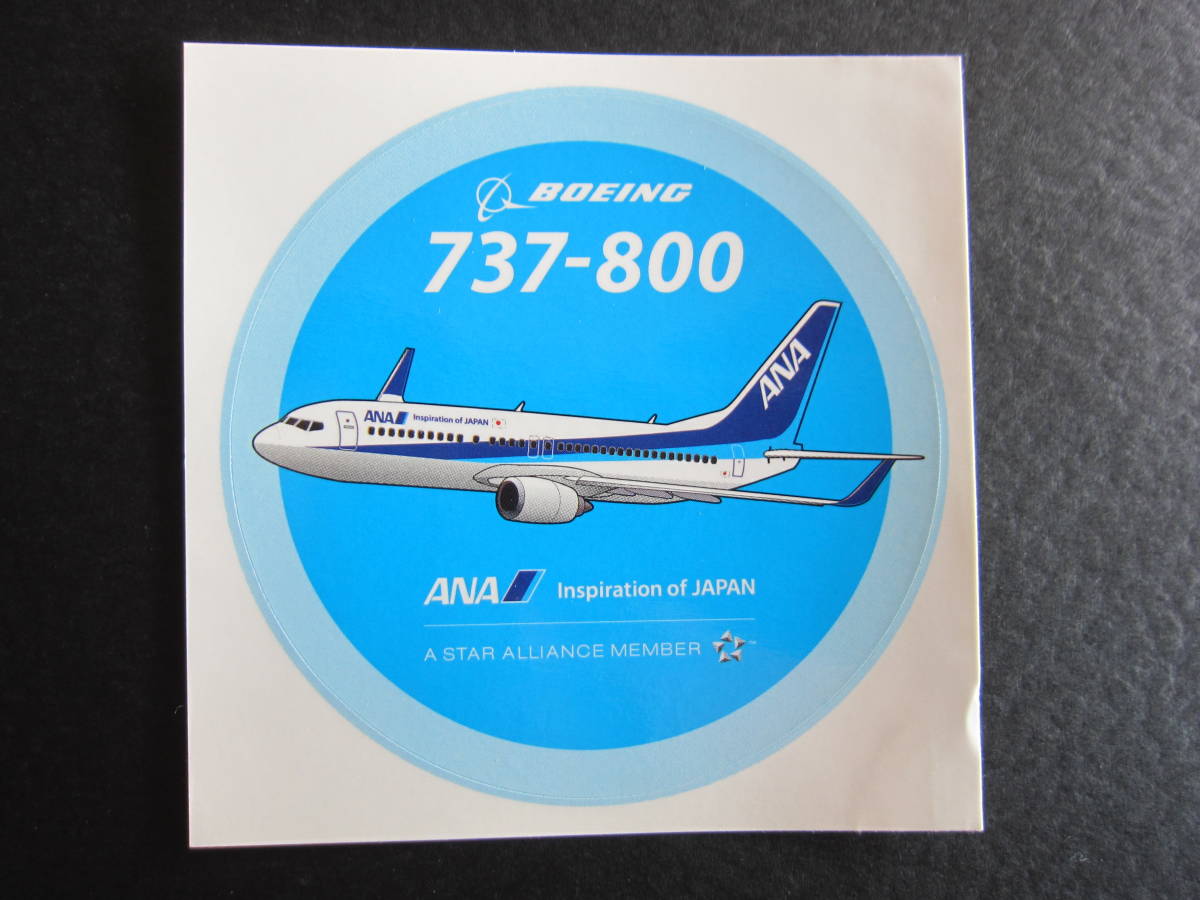 BOEING
737-800
ANA
ANA Inspiration of JAPAN
ANA Inspiration of JAPAN
A STAR ALLIANCE MEMBER